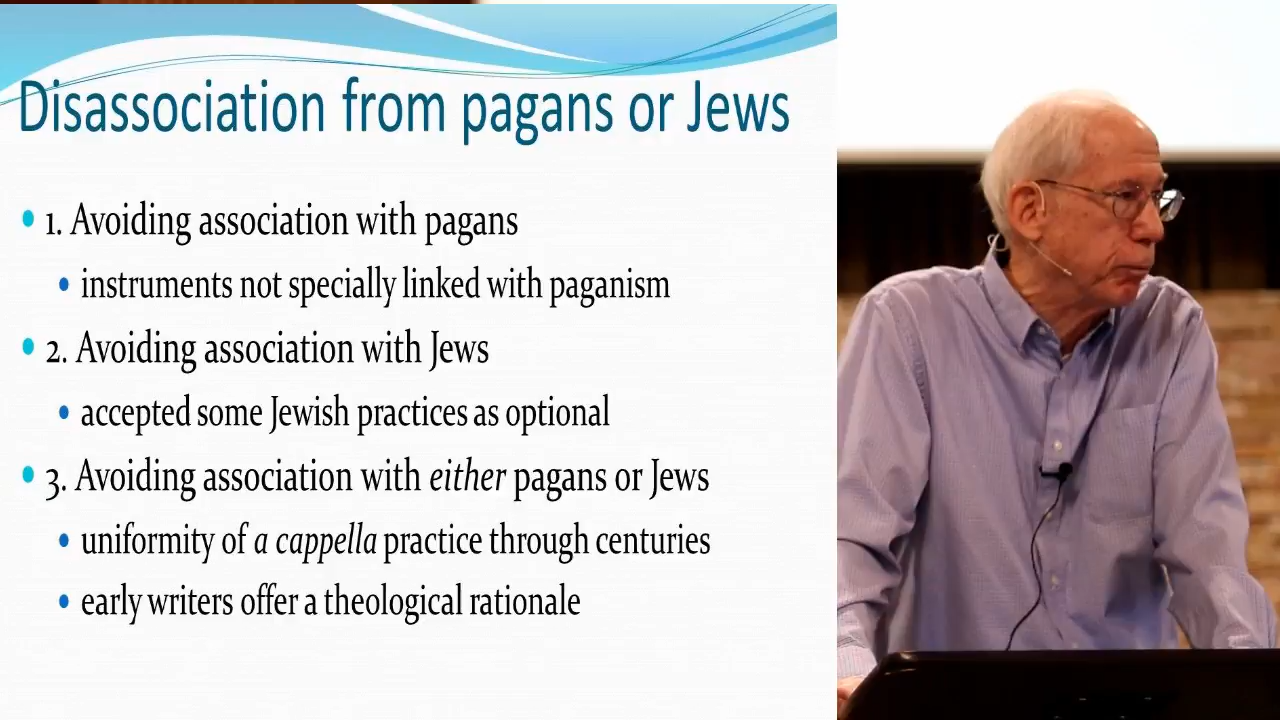 Disassociation from pagans or Jews
• 1. Avoiding association with pagans
• instruments not specially linked with paganism
• 2. Avoiding association with Jews
• accepted some Jewish practices as optional
• 3. Avoiding association with either pagans or Jews
• uniformity of a cappella practice through centuries
• early writers offer a theological rationale